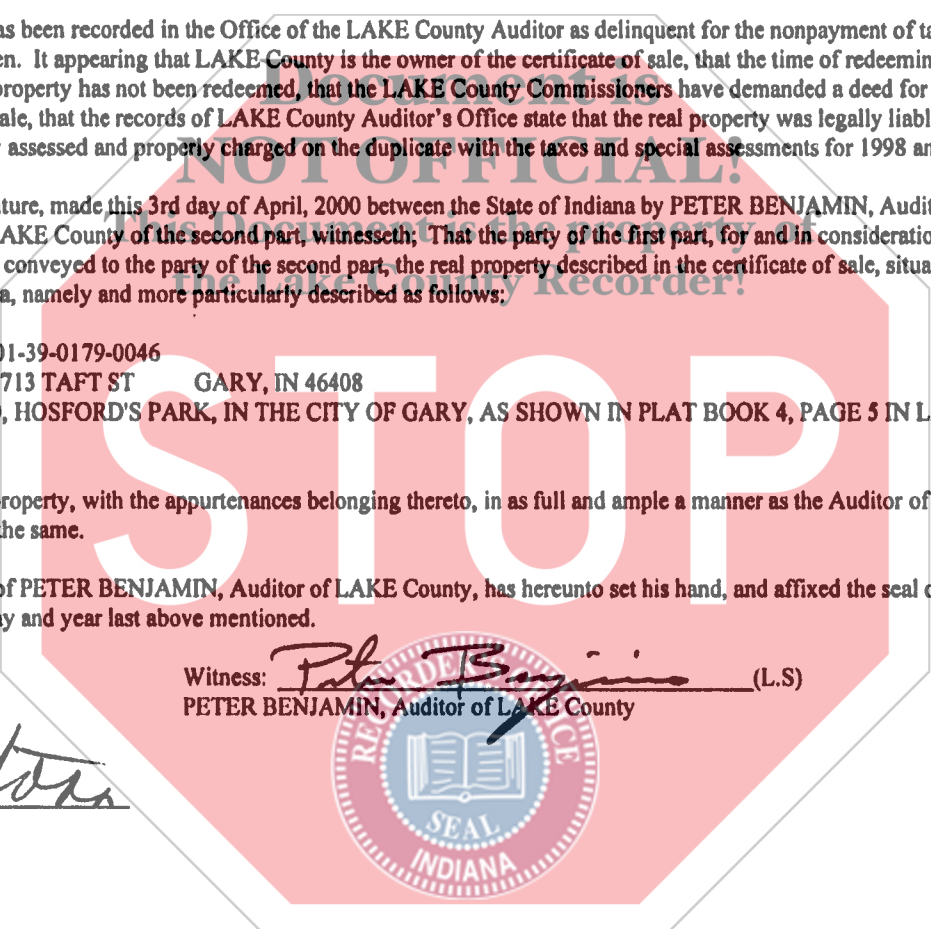 as been recorded in the Office of the LAKE County Auditor as delinquent for the nonpayment of ta
en. It appearing that LAKE County is the owner of the certificate of sale, that the time of redeemin
property has not been redeemed, that the LAKE County Commissioners have demanded a deed for
ale, that the records of LAKE County Auditor's Office state that the real property was legally liabl
assessed and properly charged on the duplicate with the taxes and special assessments for 1998 an
Document is
NOT OFFICIAL!
This Document is the property of
the Lake County Recorder!
ture, made this 3rd day of April, 2000 between the State of Indiana by PETER BENJAMIN, Audit
AKE County of the second part, witnesseth; That the party of the first part, for and in consideratio
conveyed to the party of the second part, the real property described in the certificate of sale, situa
a, namely and more particularly described as follows:
01-39-0179-0046
713 TAFT ST GARY, IN 46408
, HOSFORD'S PARK, IN THE CITY OF GARY, AS SHOWN IN PLAT BOOK 4, PAGE 5 IN L
STOP
roperty, with the appurtenances belonging thereto, in as full and ample a manner as the Auditor of
the same.
of PETER BENJAMIN, Auditor of LAKE County, has hereunto set his hand, and affixed the seal o
y and year last above mentioned.
Witness: Peter Benjamin (L.S)
PETER BENJAMIN, Auditor of LAKE County
RECORDER'S OFFICE
SEAL
INDIANA